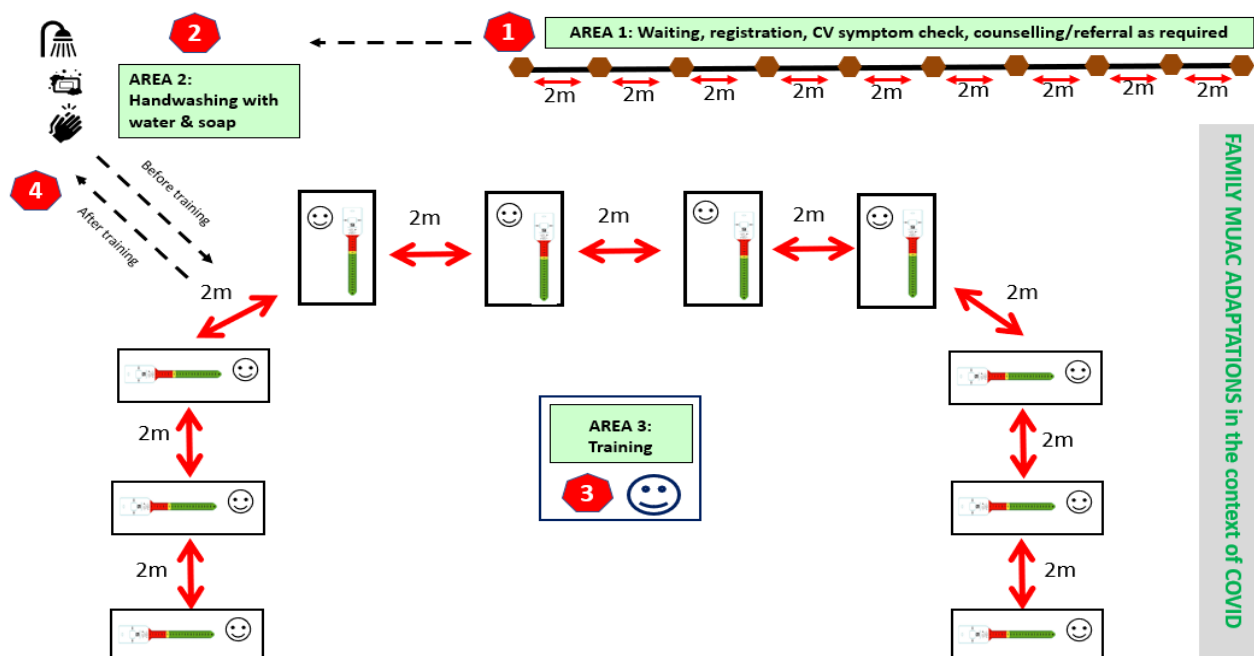 2
1
AREA 1: Waiting, registration, CV symptom check, counselling/referral as required
2m
2m
2m
2m
2m
2m
2m
2m
2m
AREA 2:
Handwashing with
water & soap
4
Before training
After training
FAMILY MUAC ADAPTATIONS in the context of COVID
2m
2m
2m
2m
2m
AREA 3:
Training
3
2m
2m
2m
2m